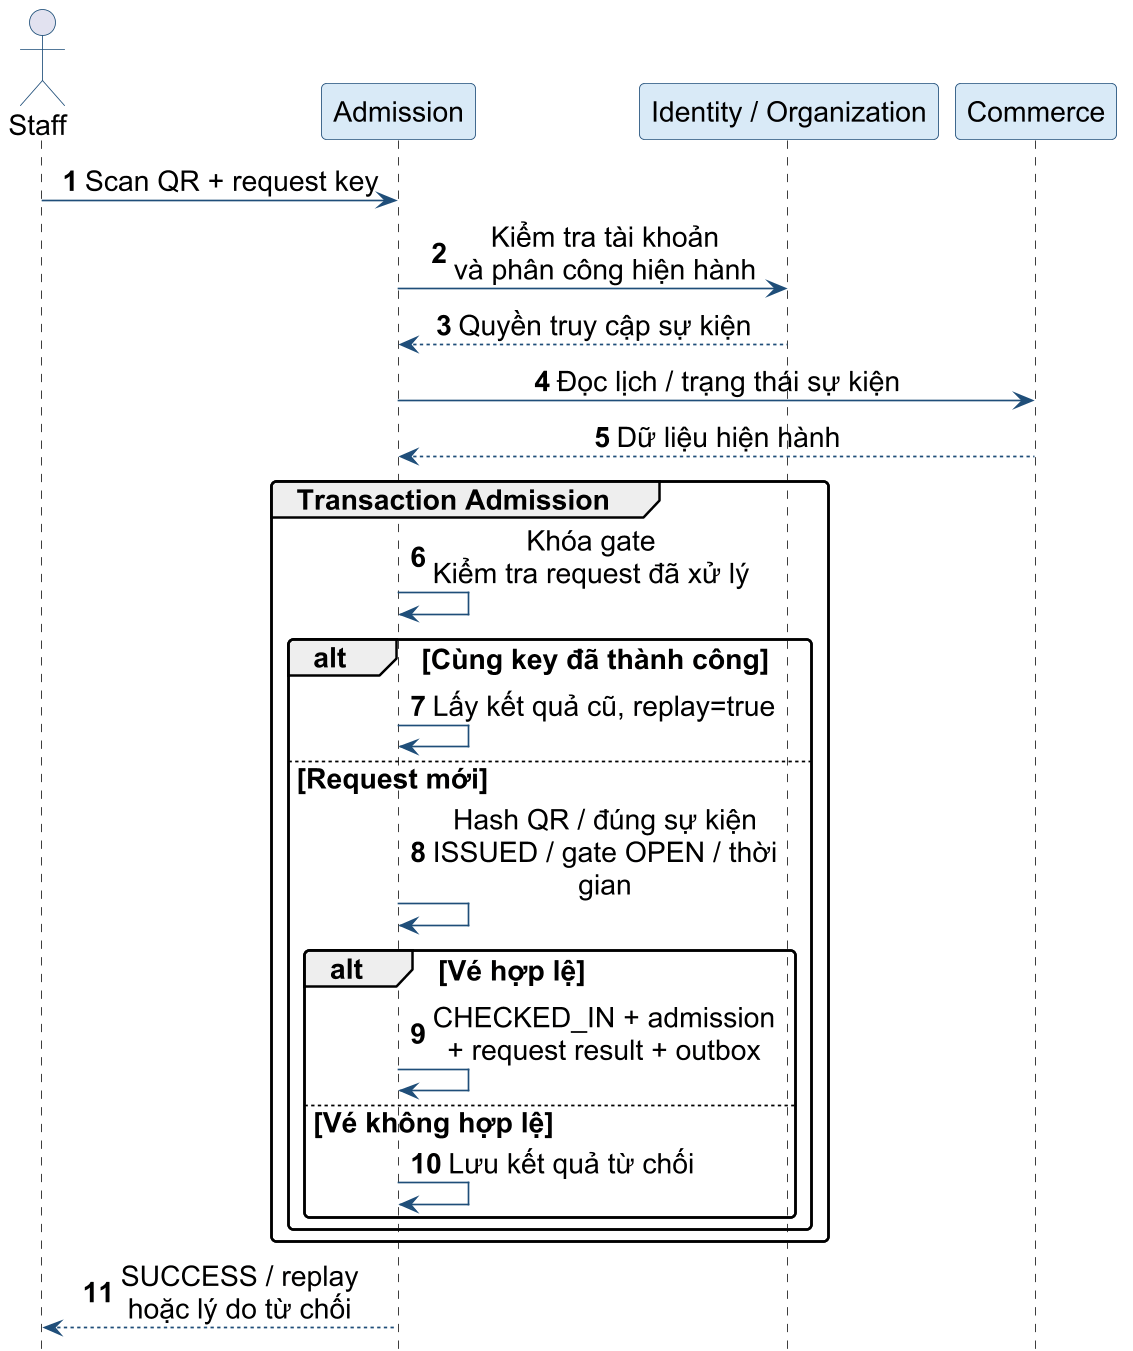 Staff
Admission
Identity / Organization
Commerce
1 Scan QR + request key
2 Kiểm tra tài khoản
và phân công hiện hành
3 Quyền truy cập sự kiện
4 Đọc lịch / trạng thái sự kiện
5 Dữ liệu hiện hành
Transaction Admission
6 Khóa gate
Kiểm tra request đã xử lý
alt [Cùng key đã thành công]
7 Lấy kết quả cũ, replay=true
[Request mới]
Hash QR / đúng sự kiện
8 ISSUED / gate OPEN / thời
gian
alt [Vé hợp lệ]
9 CHECKED_IN + admission
+ request result + outbox
[Vé không hợp lệ]
10 Lưu kết quả từ chối
11 SUCCESS / replay
hoặc lý do từ chối